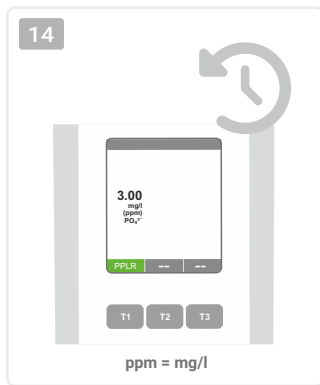 14
3.00
mg/l
(ppm)
PO₄³⁻
PPLR -- --
T1 T2 T3
ppm = mg/l